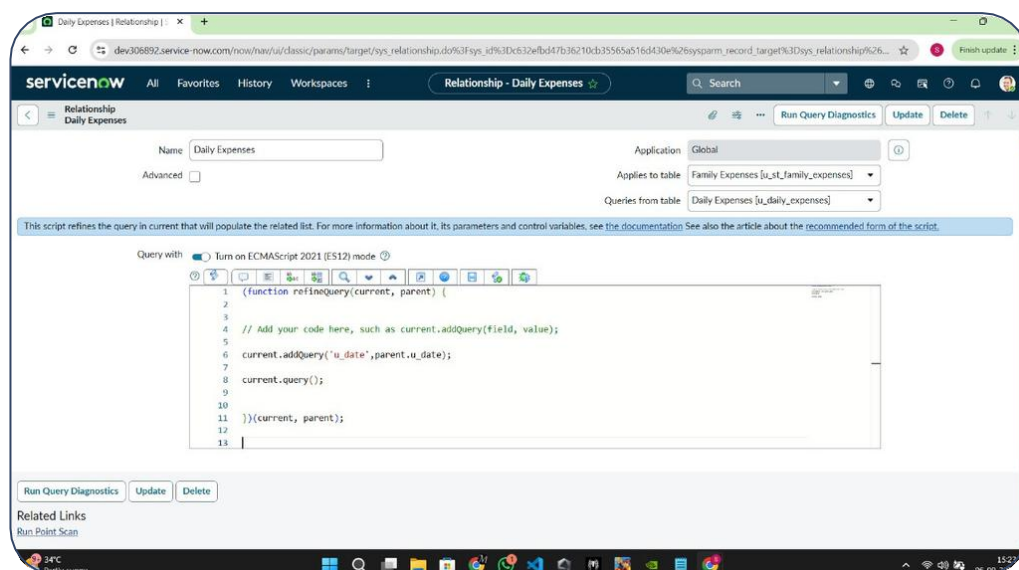 Daily Expenses | Relationship |
dev306892.service-now.com/now/nav/ui/classic/params/target/sys_relationship.do%3Fsys_id%3Dc632efbd47b36210cb35565a516d430e%26sysparm_record_target%3Dsys_relationship%26...
S
Finish update
servicenow All Favorites History Workspaces Relationship - Daily Expenses Search
Relationship
Daily Expenses
Run Query Diagnostics Update Delete
Name Daily Expenses
Application Global
Advanced
Applies to table Family Expenses [u_st_family_expenses]
Queries from table Daily Expenses [u_daily_expenses]
This script refines the query in current that will populate the related list. For more information about it, its parameters and control variables, see the documentation See also the article about the recommended form of the script.
Query with Turn on ECMAScript 2021 (ES12) mode
1 (function refineQuery(current, parent) {
2
3
4 // Add your code here, such as current.addQuery(field, value);
5
6 current.addQuery('u_date',parent.u_date);
7
8 current.query();
9
10
11 })(current, parent);
12
13
Run Query Diagnostics Update Delete
Related Links
Run Point Scan
34°C
15:22